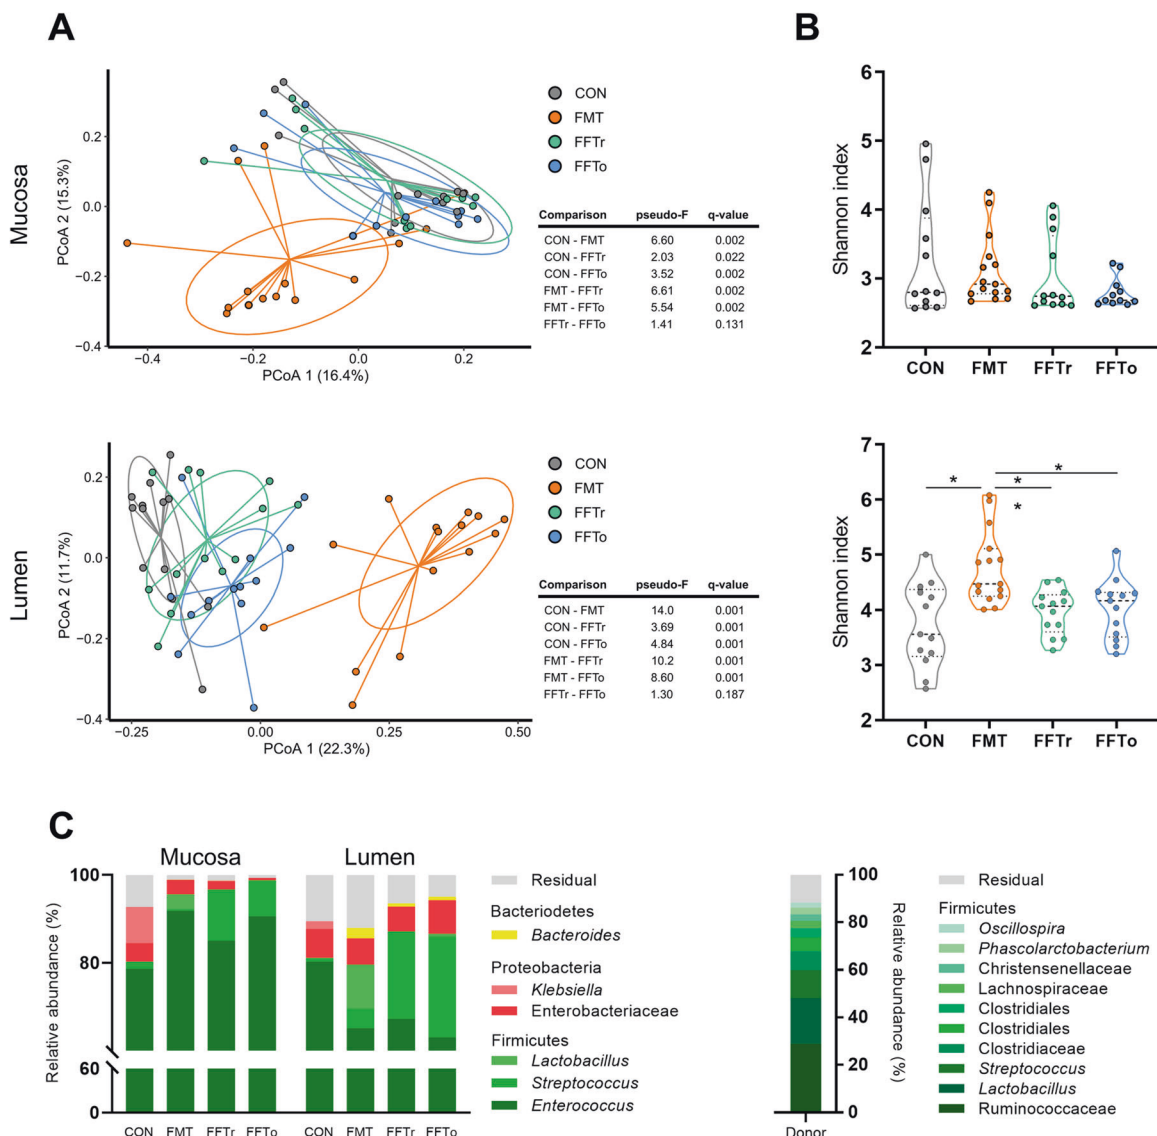 A
Mucosa
PCoA 2 (15.3%)
0.2
0.0
−0.2
−0.4
−0.4
−0.2
0.0
0.2
PCoA 1 (16.4%)
CON
FMT
FFTr
FFTo
Comparison pseudo-F q-value
CON - FMT 6.60 0.002
CON - FFTr 2.03 0.022
CON - FFTo 3.52 0.002
FMT - FFTr 6.61 0.002
FMT - FFTo 5.54 0.002
FFTr - FFTo 1.41 0.131
B
Shannon index
6
5
4
3
2
CON FMT FFTr FFTo
Lumen
PCoA 2 (11.7%)
0.2
0.0
−0.2
−0.4
−0.25
0.00
0.25
0.50
PCoA 1 (22.3%)
CON
FMT
FFTr
FFTo
Comparison pseudo-F q-value
CON - FMT 14.0 0.001
CON - FFTr 3.69 0.001
CON - FFTo 4.84 0.001
FMT - FFTr 10.2 0.001
FMT - FFTo 8.60 0.001
FFTr - FFTo 1.30 0.187
Shannon index
7
6
5
4
3
2
*
*
*
*
CON FMT FFTr FFTo
C
Mucosa Lumen
Relative abundance (%)
100
80
60
0
CON FMT FFTr FFTo CON FMT FFTr FFTo
Residual
Bacteriodetes
Bacteroides
Proteobacteria
Klebsiella
Enterobacteriaceae
Firmicutes
Lactobacillus
Streptococcus
Enterococcus
100
80
60
40
20
0
Relative abundance (%)
Donor
Residual
Firmicutes
Oscillospira
Phascolarctobacterium
Christensenellaceae
Lachnospiraceae
Clostridiales
Clostridiales
Clostridiaceae
Streptococcus
Lactobacillus
Ruminococcaceae